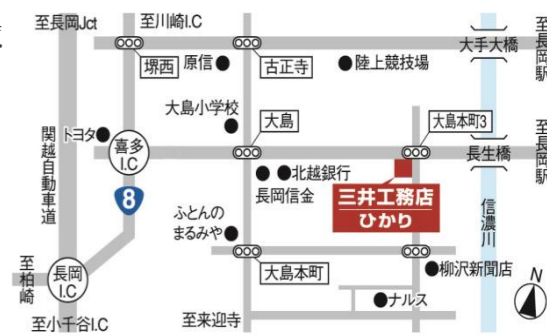 至長岡Jct
至川崎I.C
至長岡駅
大手大橋
堺西
原信
古正寺
陸上競技場
大島小学校
トヨタ
喜多
I.C
大島
大島本町3
至長岡駅
長生橋
関越自動車道
8
北越銀行
長岡信金
三井工務店
ひかり
信濃川
ふとんの
まるみや
至柏崎
長岡
I.C
大島本町
柳沢新聞店
ナルス
N
至小千谷I.C
至来迎寺